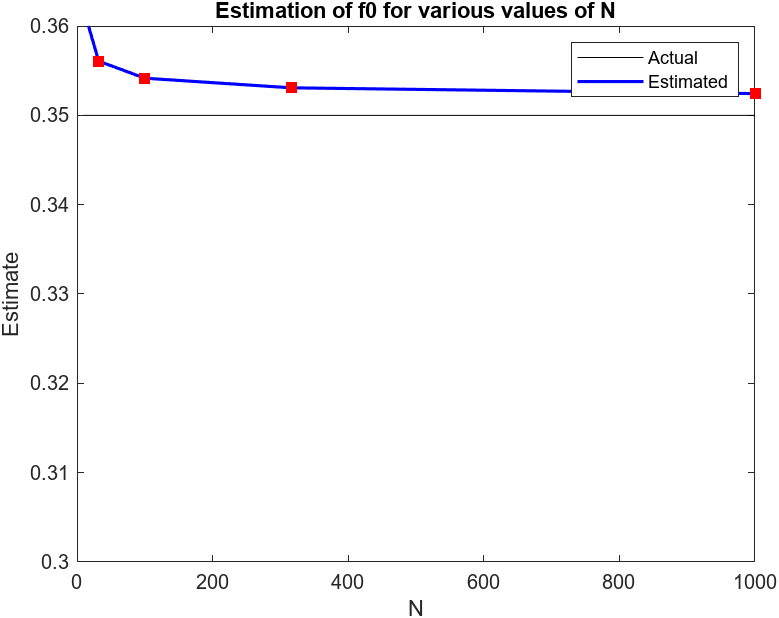 Estimation of f0 for various values of N
0.36
0.35
0.34
0.33
0.32
0.31
0.3
Estimate
Actual
Estimated
0
200
400
600
800
1000
N